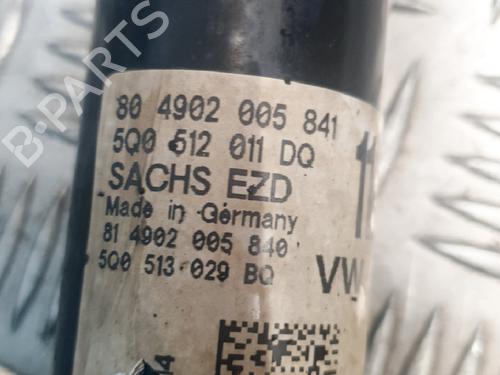 B-PARTS
80 4902 005 841
5Q0 512 011 DQ
SACHS EZD
Made in Germany
81 4902 005 840
5Q0 513 029 BQ
VW